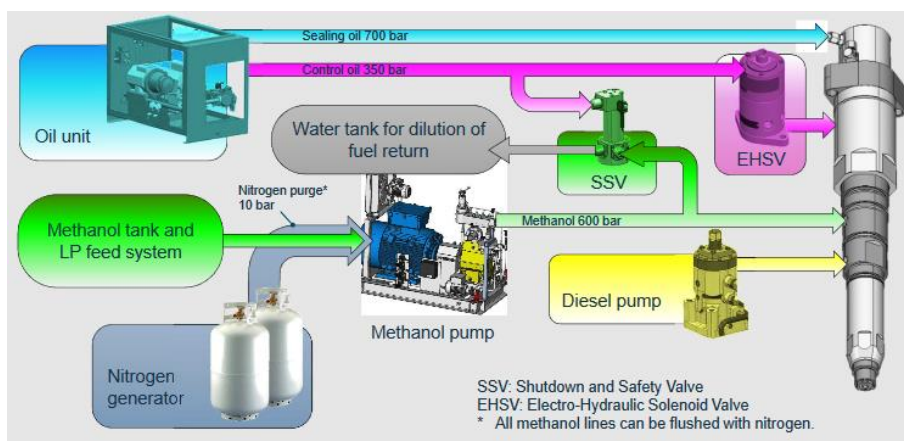 Sealing oil 700 bar
Control oil 350 bar
Oil unit
Water tank for dilution of
fuel return
SSV
EHSV
Nitrogen purge*
10 bar
Methanol tank and
LP feed system
Methanol 600 bar
Diesel pump
Methanol pump
Nitrogen
generator
SSV: Shutdown and Safety Valve
EHSV: Electro-Hydraulic Solenoid Valve
* All methanol lines can be flushed with nitrogen.